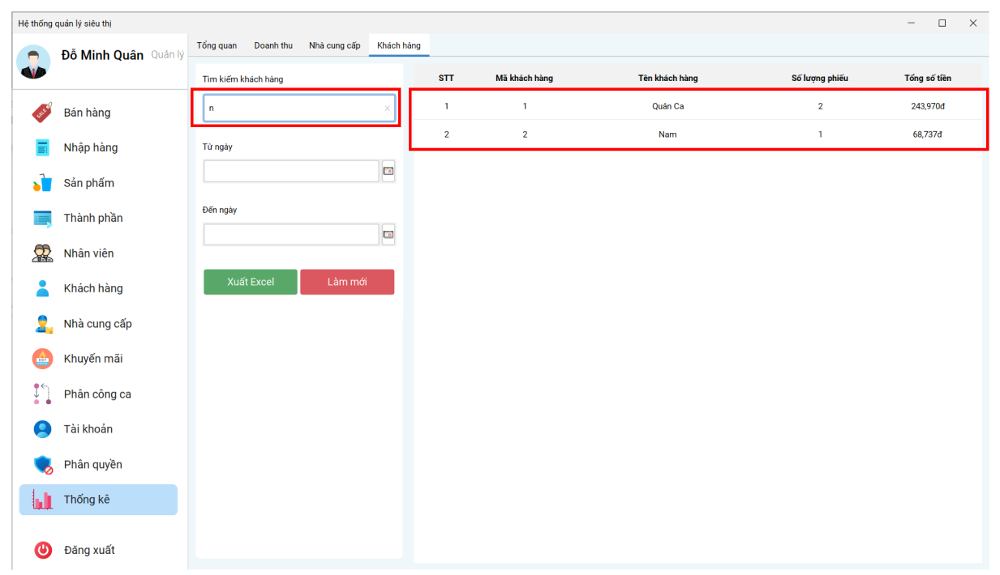 Hệ thống quản lý siêu thị
Đỗ Minh Quân Quản lý
Bán hàng
Nhập hàng
Sản phẩm
Thành phần
Nhân viên
Khách hàng
Nhà cung cấp
Khuyến mãi
Phân công ca
Tài khoản
Phân quyền
Thống kê
Đăng xuất
Tổng quan Doanh thu Nhà cung cấp Khách hàng
Tìm kiếm khách hàng
n
Từ ngày
Đến ngày
Xuất Excel Làm mới
STT Mã khách hàng Tên khách hàng Số lượng phiếu Tổng số tiền
1 1 Quân Ca 2 243,970đ
2 2 Nam 1 68,737đ